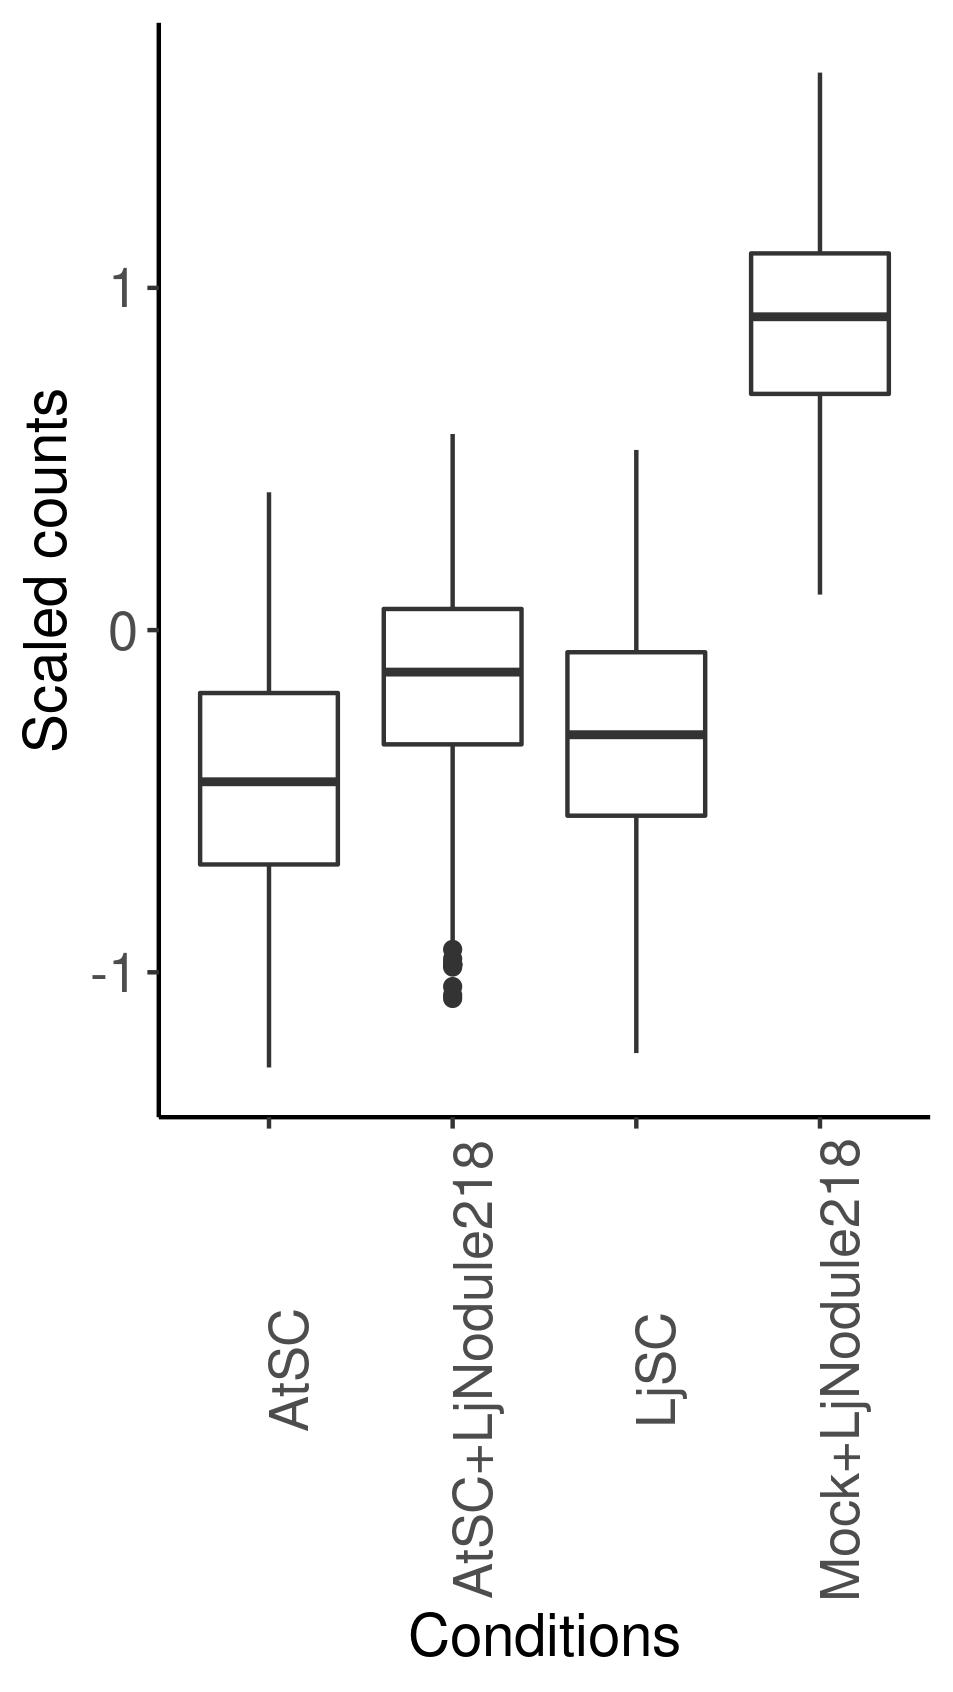 Scaled counts
1
0
-1
AtSC
AtSC+LjNodule218
LjSC
Mock+LjNodule218
Conditions